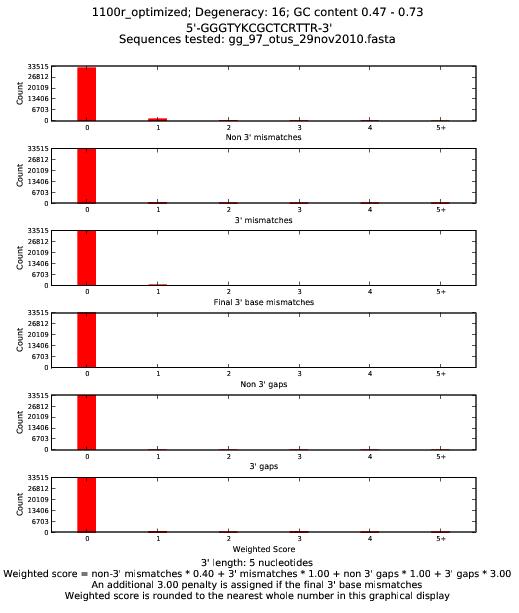 1100r_optimized; Degeneracy: 16; GC content 0.47 - 0.73
5'-GGGTYKCGCTCRTTR-3'
Sequences tested: gg_97_otus_29nov2010.fasta
33515
26812
20109
13406
6703
0
Count
0 1 2 3 4 5+
Non 3' mismatches
33515
26812
20109
13406
6703
0
Count
0 1 2 3 4 5+
3' mismatches
33515
26812
20109
13406
6703
0
Count
0 1 2 3 4 5+
Final 3' base mismatches
33515
26812
20109
13406
6703
0
Count
0 1 2 3 4 5+
Non 3' gaps
33515
26812
20109
13406
6703
0
Count
0 1 2 3 4 5+
3' gaps
33515
26812
20109
13406
6703
0
Count
0 1 2 3 4 5+
Weighted Score
3' length: 5 nucleotides
Weighted score = non-3' mismatches * 0.40 + 3' mismatches * 1.00 + non 3' gaps * 1.00 + 3' gaps * 3.00
An additional 3.00 penalty is assigned if the final 3' base mismatches
Weighted score is rounded to the nearest whole number in this graphical display